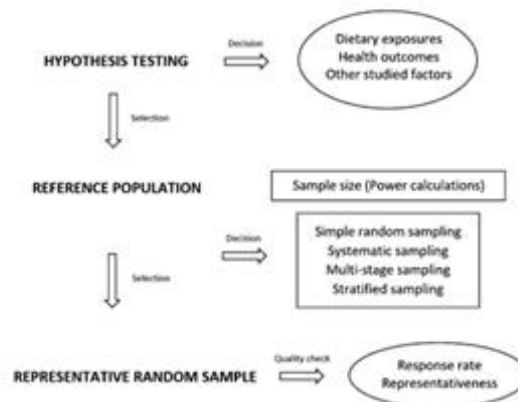 Decision
Dietary exposures
Health outcomes
Other studied factors
HYPOTHESIS TESTING
Selection
REFERENCE POPULATION
Sample size (Power calculations)
Decision
Simple random sampling
Systematic sampling
Multi-stage sampling
Stratified sampling
Selection
Quality check
Response rate
Representativeness
REPRESENTATIVE RANDOM SAMPLE